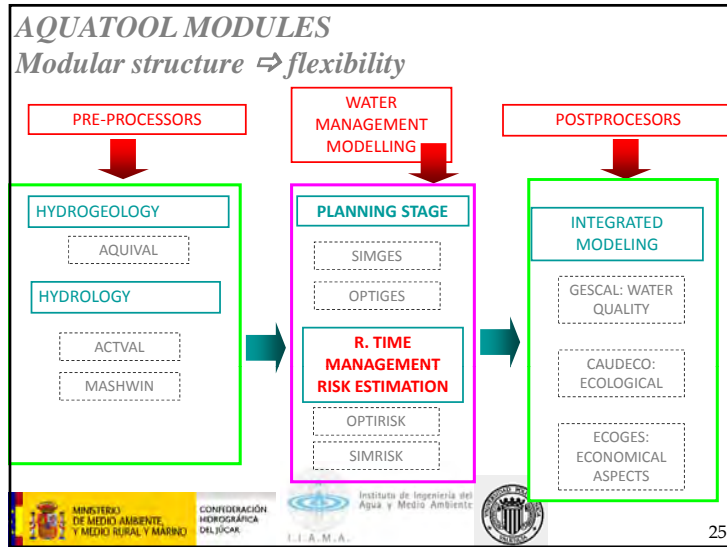 AQUATOOL MODULES
Modular structure ⇨ flexibility
PRE-PROCESSORS
WATER
MANAGEMENT
MODELLING
POSTPROCESORS
HYDROGEOLOGY
AQUIVAL
HYDROLOGY
ACTVAL
MASHWIN
PLANNING STAGE
SIMGES
OPTIGES
R. TIME
MANAGEMENT
RISK ESTIMATION
OPTIRISK
SIMRISK
INTEGRATED
MODELING
GESCAL: WATER
QUALITY
CAUDECO:
ECOLOGICAL
ECOGES:
ECONOMICAL
ASPECTS
MINISTERIO
DE MEDIO AMBIENTE,
Y MEDIO RURAL Y MARINO
CONFEDERACIÓN
HIDROGRÁFICA
DEL JÚCAR
I.I.A.M.A.
Instituto de Ingeniería del
Agua y Medio Ambiente
25